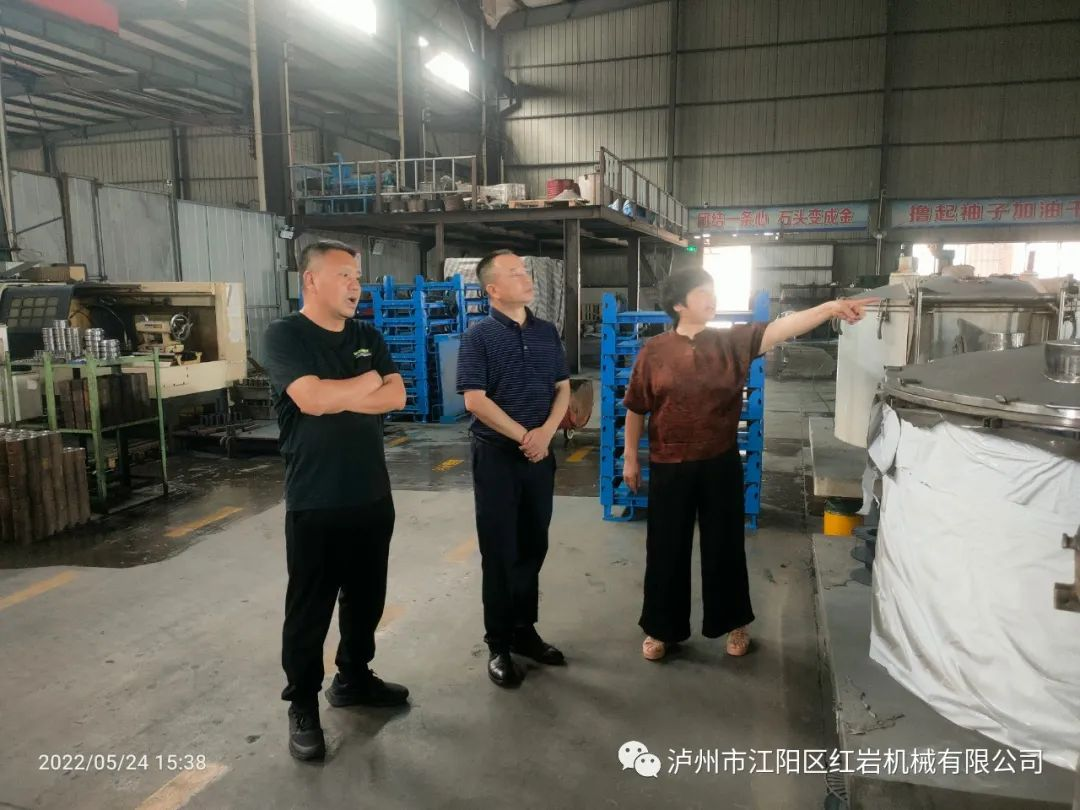 团结一条心 石头变成金
撸起袖子加油干
2022/05/24 15:38
泸州市江阳区红岩机械有限公司